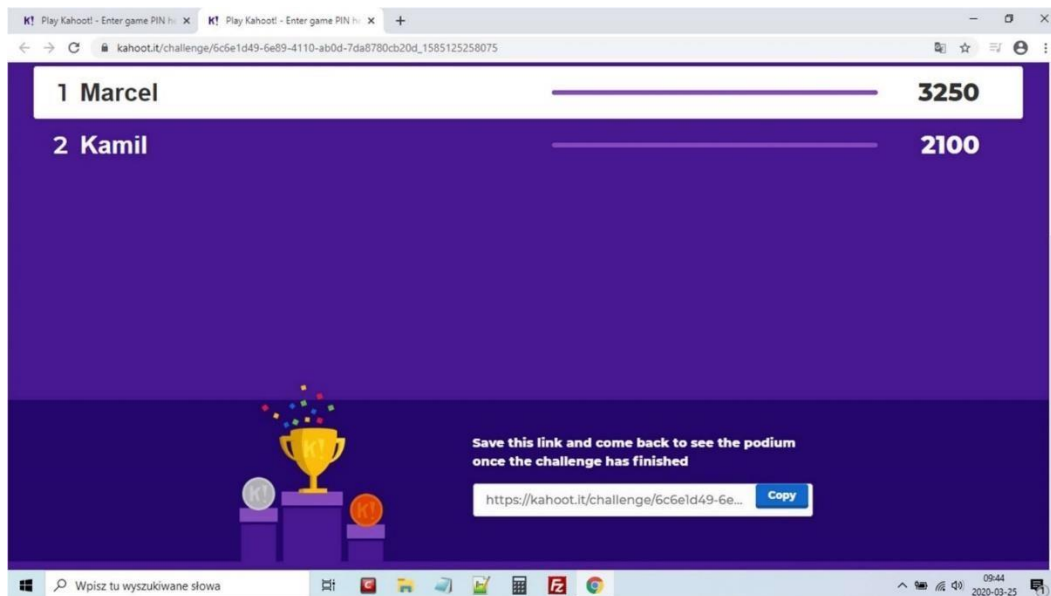 K! Play Kahoot! - Enter game PIN h
K! Play Kahoot! - Enter game PIN h
kahoot.it/challenge/6c6e1d49-6e89-4110-ab0d-7da8780cb20d_1585125258075
1 Marcel 3250
2 Kamil 2100
K!
K!
K!
Save this link and come back to see the podium
once the challenge has finished
https://kahoot.it/challenge/6c6e1d49-6e... Copy
Wpisz tu wyszukiwane słowa
09:44
2020-03-25